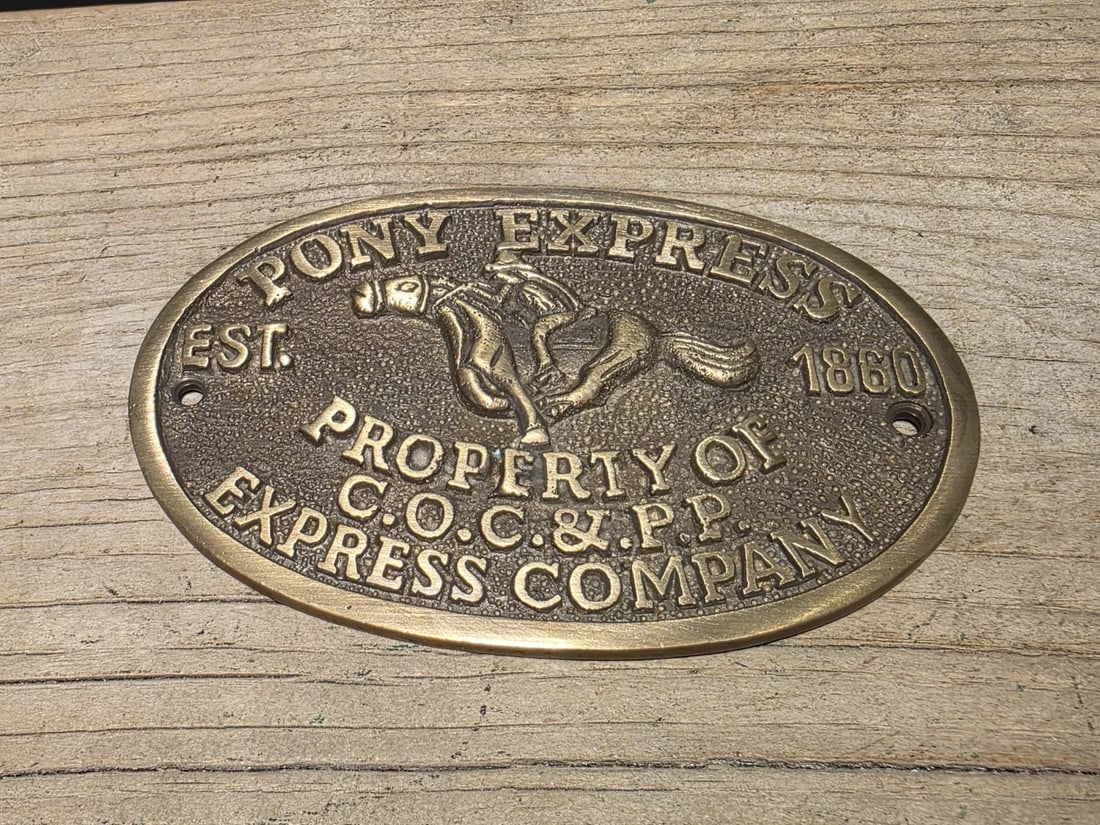 PONY EXPRESS
EST. 1860
PROPERTY OF
C.O.C.&.P.P.
EXPRESS COMPANY